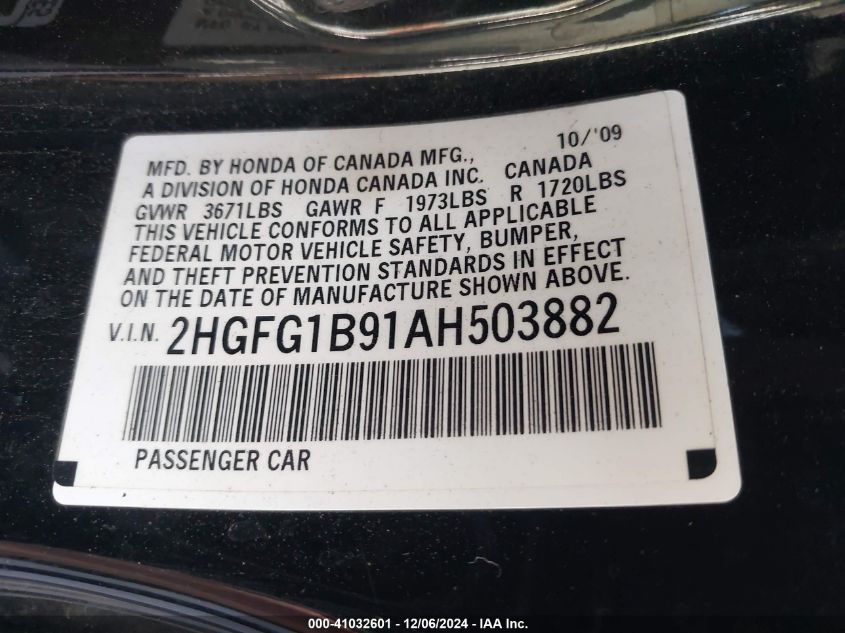 10/'09
MFD. BY HONDA OF CANADA MFG.,
A DIVISION OF HONDA CANADA INC. CANADA
GVWR 3671LBS GAWR F 1973LBS R 1720LBS
THIS VEHICLE CONFORMS TO ALL APPLICABLE
FEDERAL MOTOR VEHICLE SAFETY, BUMPER,
AND THEFT PREVENTION STANDARDS IN EFFECT
ON THE DATE OF MANUFACTURE SHOWN ABOVE.
V.I.N. 2HGFG1B91AH503882
PASSENGER CAR
000-41032601 - 12/06/2024 - IAA Inc.